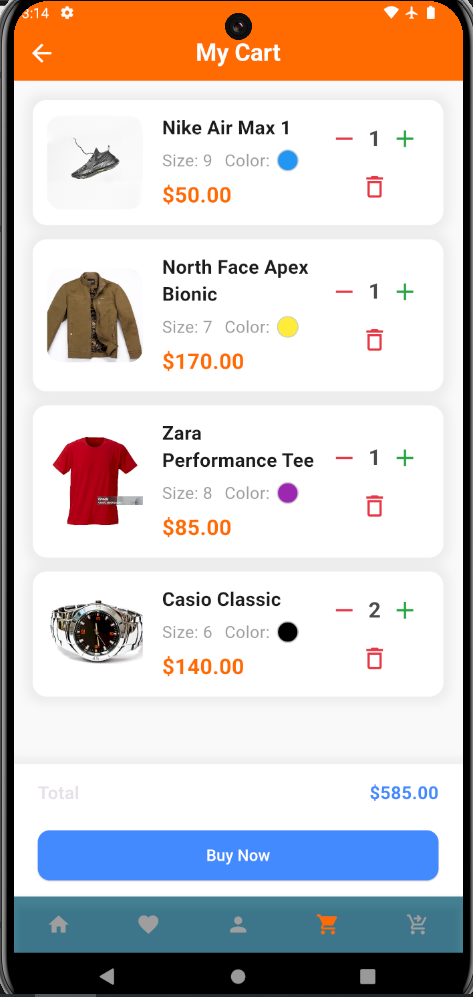 3:14
My Cart
Nike Air Max 1
Size: 9 Color:
$50.00
1
North Face Apex
Bionic
Size: 7 Color:
$170.00
1
Zara
Performance Tee
Size: 8 Color:
$85.00
1
Casio Classic
Size: 6 Color:
$140.00
2
Total
$585.00
Buy Now